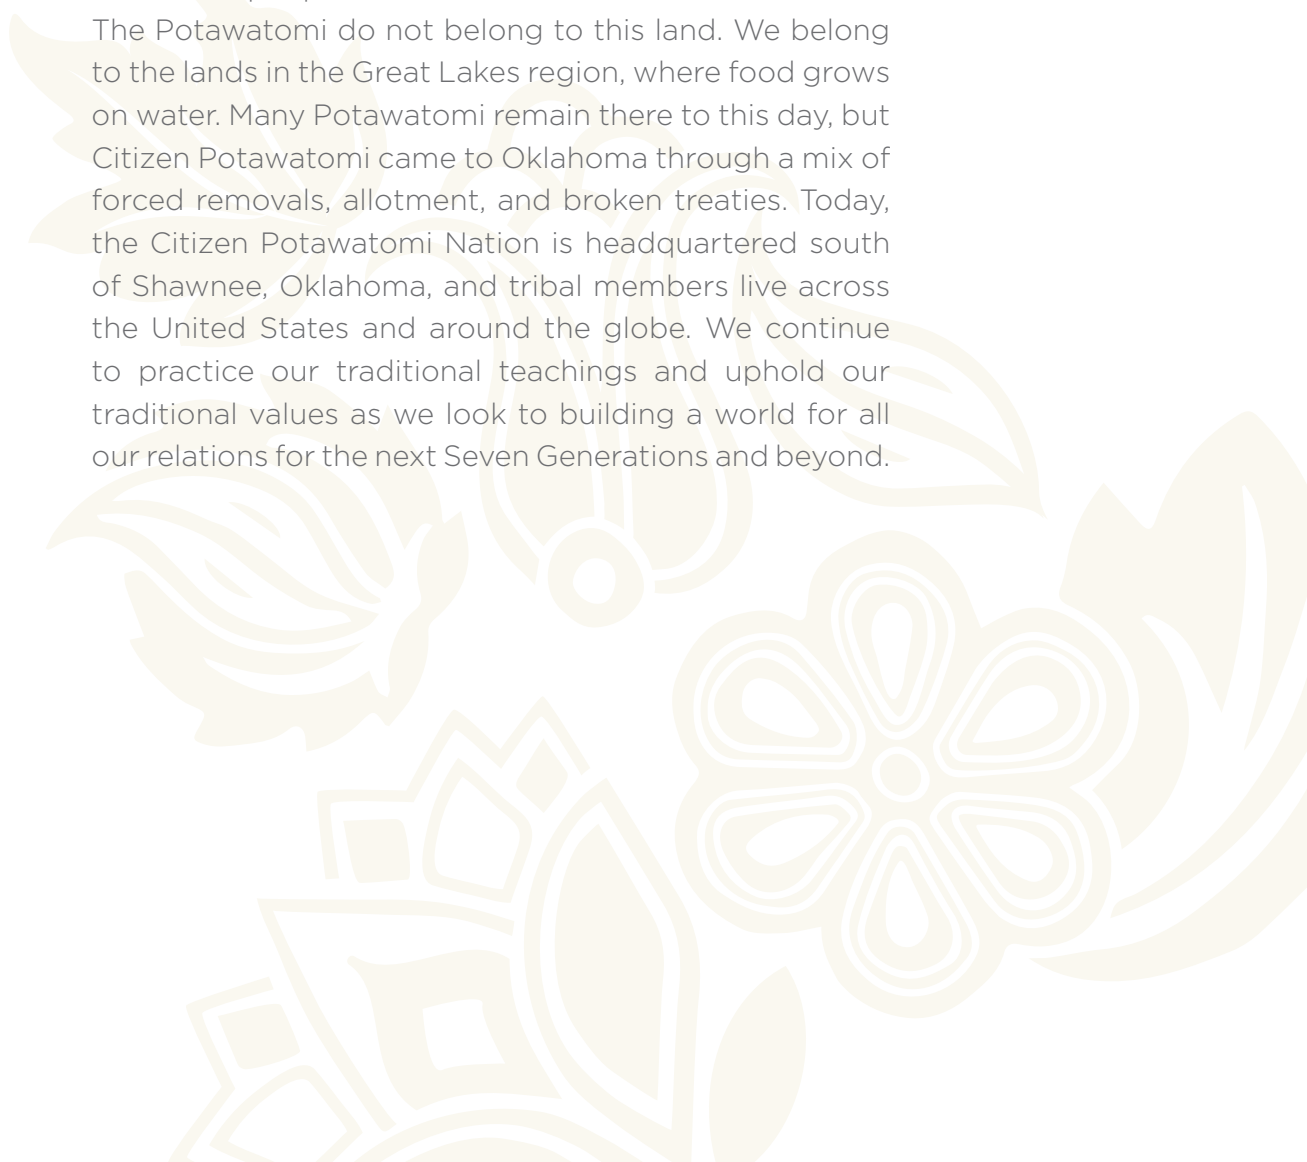 The Potawatomi do not belong to this land. We belong
to the lands in the Great Lakes region, where food grows
on water. Many Potawatomi remain there to this day, but
Citizen Potawatomi came to Oklahoma through a mix of
forced removals, allotment, and broken treaties. Today,
the Citizen Potawatomi Nation is headquartered south
of Shawnee, Oklahoma, and tribal members live across
the United States and around the globe. We continue
to practice our traditional teachings and uphold our
traditional values as we look to building a world for all
our relations for the next Seven Generations and beyond.